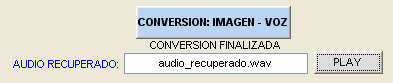 CONVERSION: IMAGEN - VOZ
CONVERSION FINALIZADA
AUDIO RECUPERADO: audio_recuperado.wav PLAY